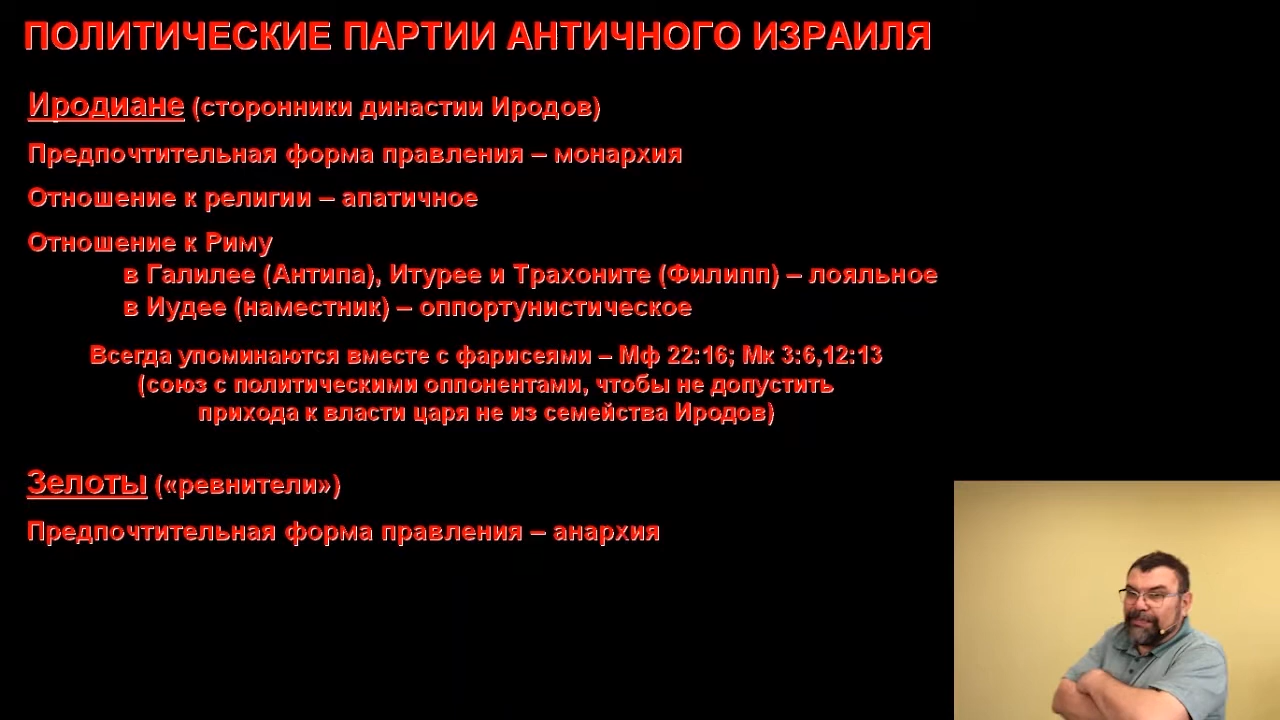 ПОЛИТИЧЕСКИЕ ПАРТИИ АНТИЧНОГО ИЗРАИЛЯ
Иродиане (сторонники династии Иродов)
Предпочтительная форма правления – монархия
Отношение к религии – апатичное
Отношение к Риму
в Галилее (Антипа), Итурее и Трахоните (Филипп) – лояльное
в Иудее (наместник) – оппортунистическое
Всегда упоминаются вместе с фарисеями – Мф 22:16; Мк 3:6,12:13
(союз с политическими оппонентами, чтобы не допустить
прихода к власти царя не из семейства Иродов)
Зелоты («ревнители»)
Предпочтительная форма правления – анархия